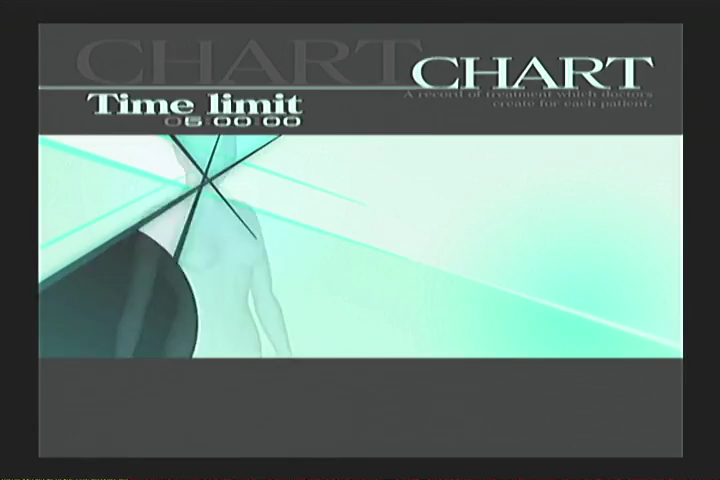 CHART
CHART
A record of treatment which doctors
create for each patient.
Time limit
05:00:00